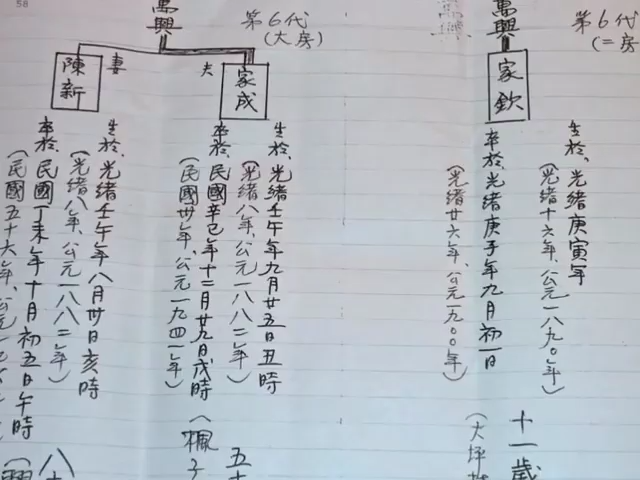 58
第6代
(二房
萬興
家欽
生於、光緒庚寅年
(光緒十六年、公元一八九〇年)
卒於、光緒庚子年九月初一日
(光緒廿六年、公元一九〇〇年)
十一歲
(大坪
第6代
(大房)
萬興
夫
家成
生於、光緒壬午年九月廿五日丑時
(光緒八年、公元一八八二年)
卒於、民國辛巳年十二月廿九日戌時
(民國卅年、公元一九四一年)
五十
(楓子
妻
陳新
生於、光緒壬午年八月廿日亥時
(光緒八年、公元一八八二年)
卒於、民國丁未年十月初五日午時
(民國五十六年、公元一九六
八十